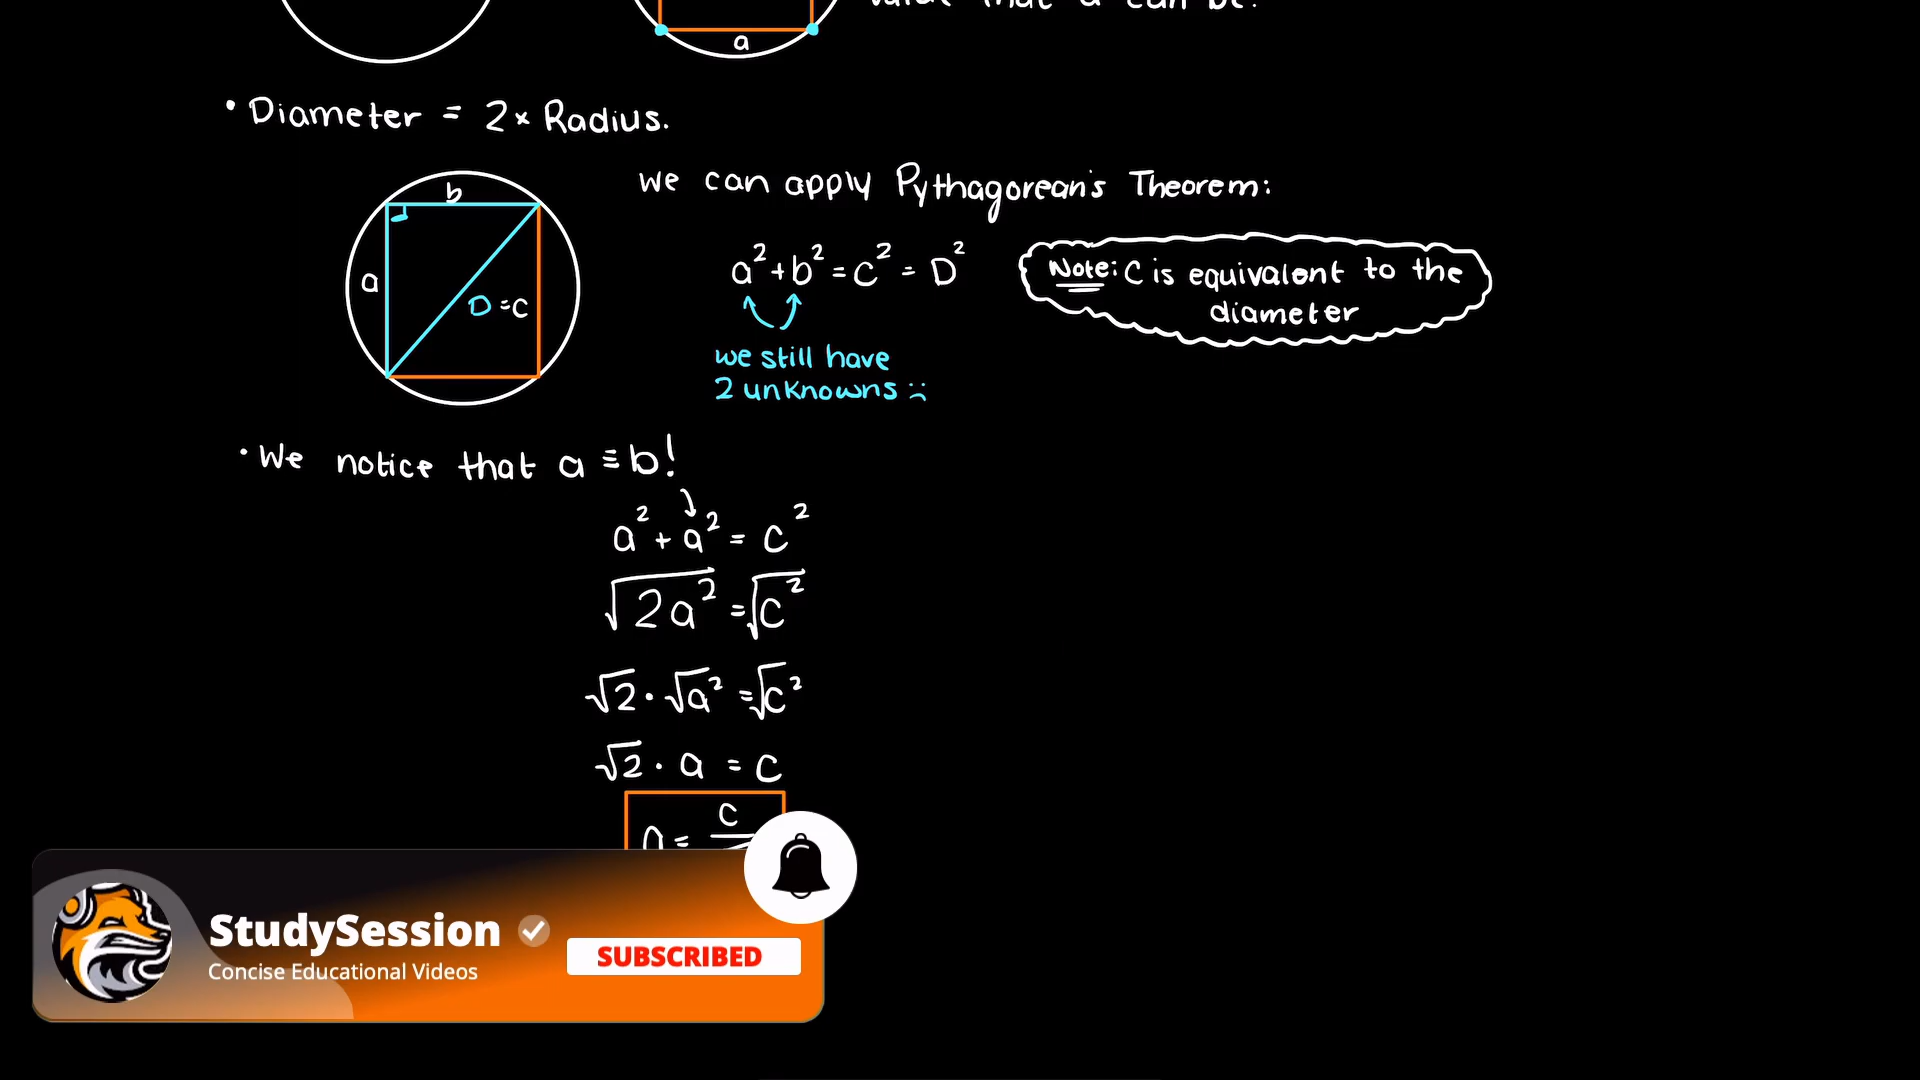 a
• Diameter = 2 × Radius.
we can apply Pythagorean's Theorem:
b
a
D = C
a² + b² = c² = D²
Note: C is equivalent to the
diameter
we still have
2 unknowns :(
• We notice that a ≡ b!
a² + a² = c²
√2a² = √c²
√2 · √a² = √c²
√2 · a = c
a = c
StudySession
Concise Educational Videos
SUBSCRIBED